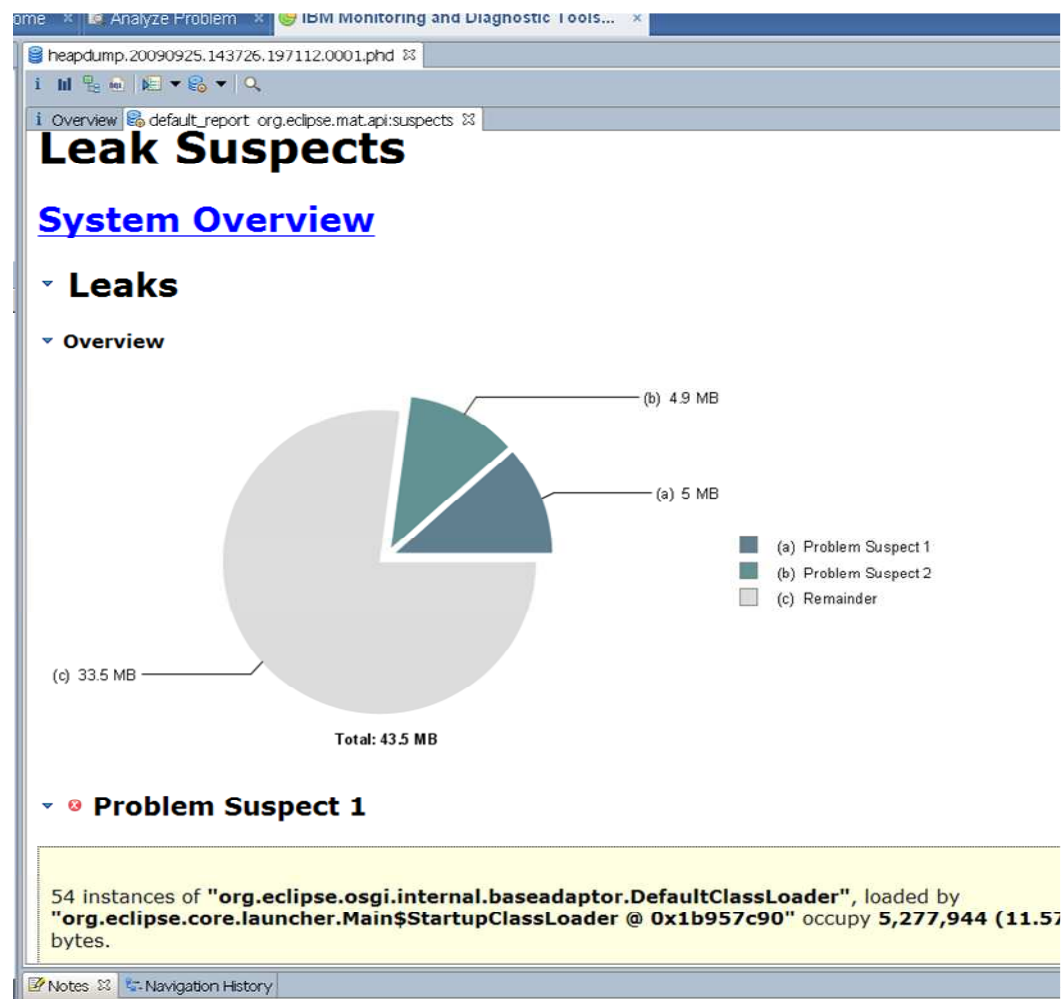 ome Analyze Problem IBM Monitoring and Diagnostic Tools...
heapdump.20090925.143726.197112.0001.phd
i Overview default_report org.eclipse.mat.api:suspects
Leak Suspects
System Overview
Leaks
Overview
(b) 4.9 MB
(a) 5 MB
(a) Problem Suspect 1
(b) Problem Suspect 2
(c) Remainder
(c) 33.5 MB
Total: 43.5 MB
Problem Suspect 1
54 instances of "org.eclipse.osgi.internal.baseadaptor.DefaultClassLoader", loaded by
"org.eclipse.core.launcher.Main$StartupClassLoader @ 0x1b957c90" occupy 5,277,944 (11.57
bytes.
Notes Navigation History